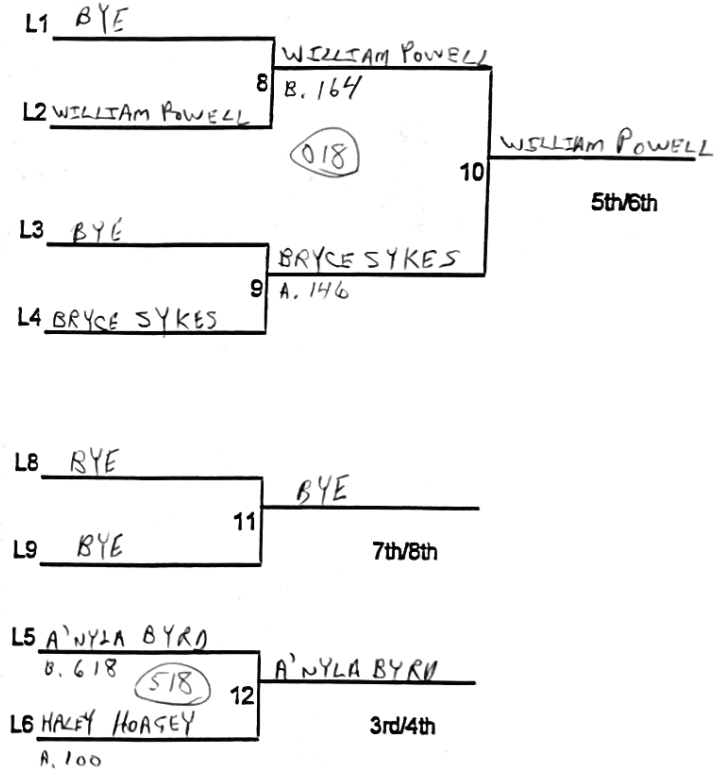 L1 BYE
WILLIAM POWELL
8 B. 164
L2 WILLIAM POWELL
018
WILLIAM POWELL
10
5th/6th
L3 BYE
BRYCE SYKES
9 A. 146
L4 BRYCE SYKES
L8 BYE
BYE
11
L9 BYE
7th/8th
L5 A'NYLA BYRD
B. 618
518
A'NYLA BYRD
12
L6 HALEY HOAGEY
3rd/4th
A. 100